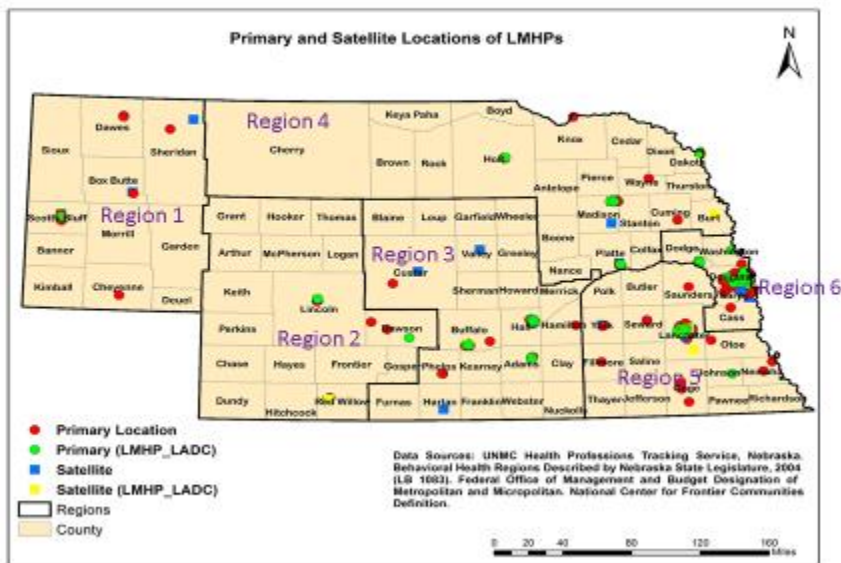 Primary and Satellite Locations of LMHPs
N
Region 4
Keya Paha
Boyd
Dawes
Sheridan
Sioux
Cherry
Brown
Rock
Holt
Knox
Cedar
Dixon
Dakota
Pierce
Wayne
Thurston
Antelope
Box Butte
Region 1
Morrill
Garden
Banner
Kimball
Cheyenne
Deuel
Grant
Hooker
Thomas
Blaine
Loup
Garfield
Wheeler
Madison
Stanton
Cuming
Burt
Boone
Region 3
Arthur
McPherson
Logan
Custer
Valley
Greeley
Nance
Platte
Colfax
Dodge
Washington
Keith
Lincoln
Sherman
Howard
Merrick
Polk
Butler
Saunders
Region 6
Cass
Perkins
Region 2
Dawson
Buffalo
Hall
Hamilton
York
Seward
Lancaster
Otoe
Chase
Hayes
Frontier
Gosper
Phelps
Kearney
Adams
Clay
Fillmore
Saline
Region 5
Gage
Johnson
Nemaha
Dundy
Hitchcock
Red Willow
Furnas
Harlan
Franklin
Webster
Nuckolls
Thayer
Jefferson
Pawnee
Richardson
Primary Location
Primary (LMHP_LADC)
Satellite
Satellite (LMHP_LADC)
Regions
County
Data Sources: UNMC Health Professions Tracking Service, Nebraska.
Behavioral Health Regions Described by Nebraska State Legislature, 2004
(LB 1083). Federal Office of Management and Budget Designation of
Metropolitan and Micropolitan. National Center for Frontier Communities
Definition.
0 20 40 80 120 160
Miles